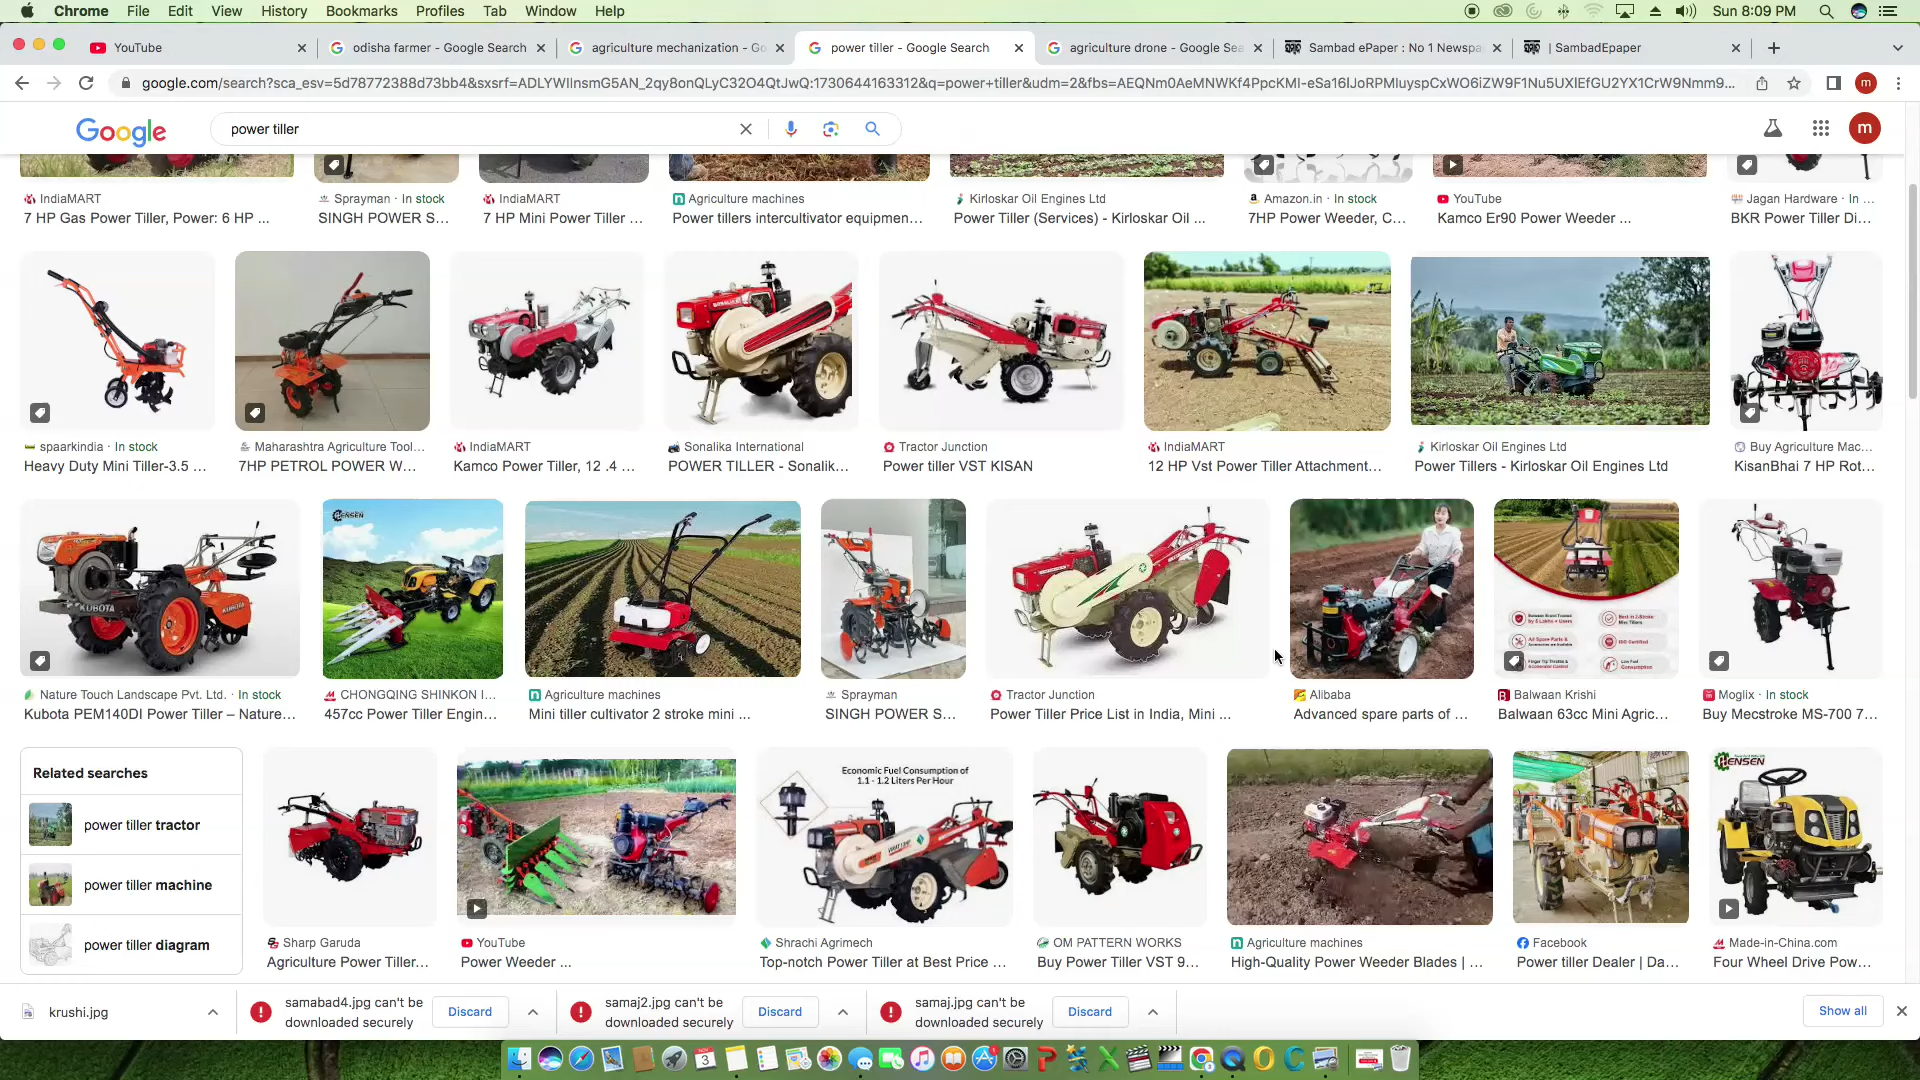 Chrome File Edit View History Bookmarks Profiles Tab Window Help Sun 8:09 PM
YouTube odisha farmer - Google Search agriculture mechanization - Go power tiller - Google Search agriculture drone - Google Sea Sambad ePaper : No 1 Newspa | SambadEpaper
google.com/search?sca_esv=5d78772388d73bb4&sxsrf=ADLYWIInsmG5AN_2qy8onQLyC32O4QtJwQ:1730644163312&q=power+tiller&udm=2&fbs=AEQNm0AeMNWKf4PpcKMI-eSa16lJoRPMluyspCxWO6iZW9F1Nu5UXIEfGU2YX1CrW9Nmm9... m
Google power tiller m
IndiaMART Sprayman · In stock IndiaMART Agriculture machines Kirloskar Oil Engines Ltd Amazon.in · In stock YouTube Jagan Hardware · In ...
7 HP Gas Power Tiller, Power: 6 HP ... SINGH POWER S... 7 HP Mini Power Tiller ... Power tillers intercultivator equipmen... Power Tiller (Services) - Kirloskar Oil ... 7HP Power Weeder, C... Kamco Er90 Power Weeder ... BKR Power Tiller Di...
spaarkindia · In stock Maharashtra Agriculture Tool... IndiaMART Sonalika International Tractor Junction IndiaMART Kirloskar Oil Engines Ltd Buy Agriculture Mac...
Heavy Duty Mini Tiller-3.5 ... 7HP PETROL POWER W... Kamco Power Tiller, 12 .4 ... POWER TILLER - Sonalik... Power tiller VST KISAN 12 HP Vst Power Tiller Attachment... Power Tillers - Kirloskar Oil Engines Ltd KisanBhai 7 HP Rot...
HENSEN
KUBOTA
Nature Touch Landscape Pvt. Ltd. · In stock CHONGQING SHINKON I... Agriculture machines Sprayman Tractor Junction Alibaba Balwaan Krishi Moglix · In stock
Kubota PEM140DI Power Tiller – Nature... 457cc Power Tiller Engin... Mini tiller cultivator 2 stroke mini ... SINGH POWER S... Power Tiller Price List in India, Mini ... Advanced spare parts of ... Balwaan 63cc Mini Agric... Buy Mecstroke MS-700 7...
Related searches
power tiller tractor
power tiller machine
power tiller diagram
Economic Fuel Consumption of
1.1 - 1.2 Liters Per Hour
HENSEN
Sharp Garuda YouTube Shrachi Agrimech OM PATTERN WORKS Agriculture machines Facebook Made-in-China.com
Agriculture Power Tiller... Power Weeder ... Top-notch Power Tiller at Best Price ... Buy Power Tiller VST 9... High-Quality Power Weeder Blades | ... Power tiller Dealer | Da... Four Wheel Drive Pow...
krushi.jpg samabad4.jpg can't be downloaded securely Discard samaj2.jpg can't be downloaded securely Discard samaj.jpg can't be downloaded securely Discard Show all
NOV
3